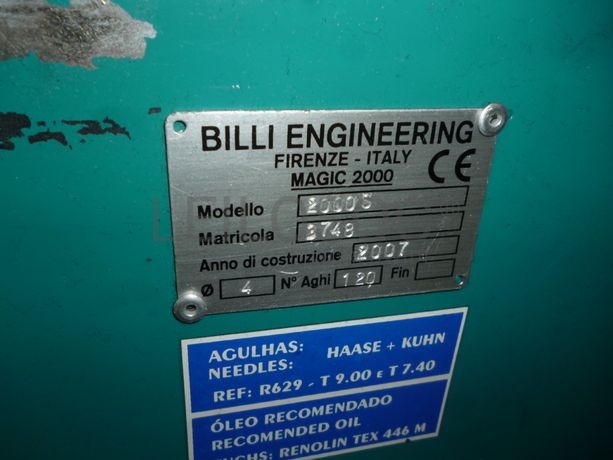 BILLI ENGINEERING
FIRENZE - ITALY
MAGIC 2000 CE
Modello 2000S
Matricola 3748
Anno di costruzione 2007
Ø 4 N° Aghi 120 Fin
AGULHAS: HAASE + KUHN
NEEDLES:
REF: R629 - T 9.00 E T 7.40
ÓLEO RECOMENDADO
RECOMENDED OIL
RENOLIN TEX 446 M